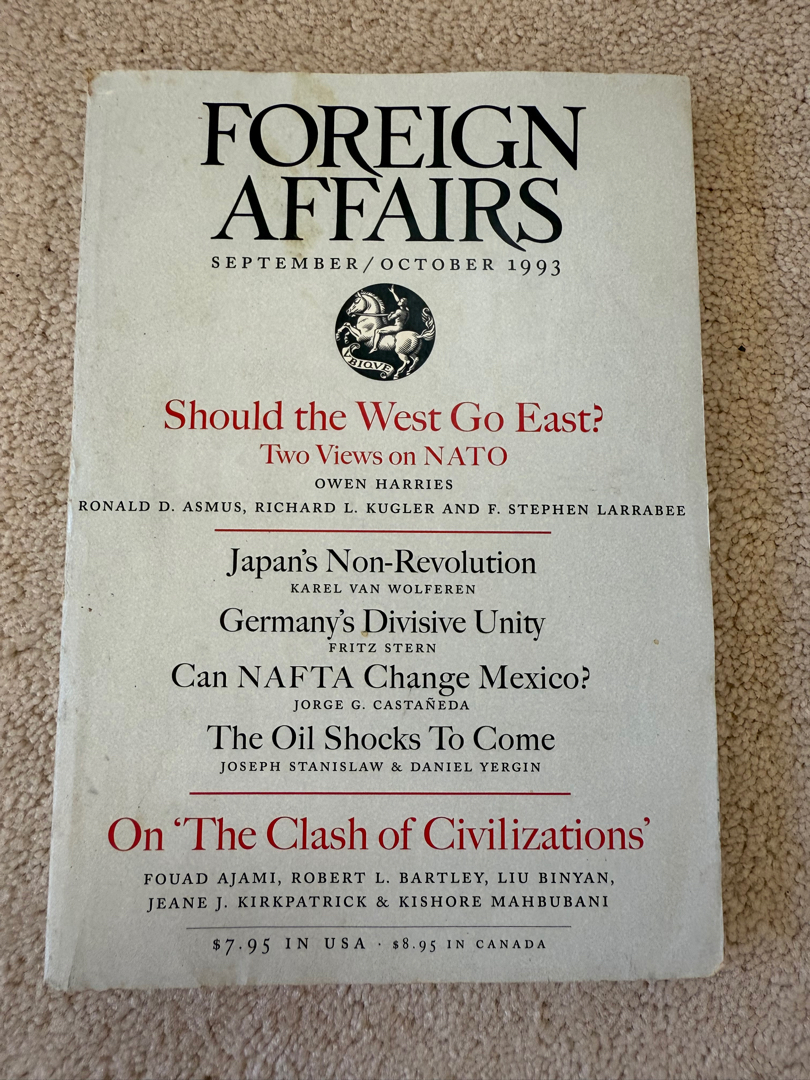 FOREIGN
AFFAIRS
SEPTEMBER/OCTOBER 1993
VBIQVE
Should the West Go East?
Two Views on NATO
OWEN HARRIES
RONALD D. ASMUS, RICHARD L. KUGLER AND F. STEPHEN LARRABEE
Japan's Non-Revolution
KAREL VAN WOLFEREN
Germany's Divisive Unity
FRITZ STERN
Can NAFTA Change Mexico?
JORGE G. CASTAÑEDA
The Oil Shocks To Come
JOSEPH STANISLAW & DANIEL YERGIN
On ‘The Clash of Civilizations’
FOUAD AJAMI, ROBERT L. BARTLEY, LIU BINYAN,
JEANE J. KIRKPATRICK & KISHORE MAHBUBANI
$7.95 IN USA · $8.95 IN CANADA